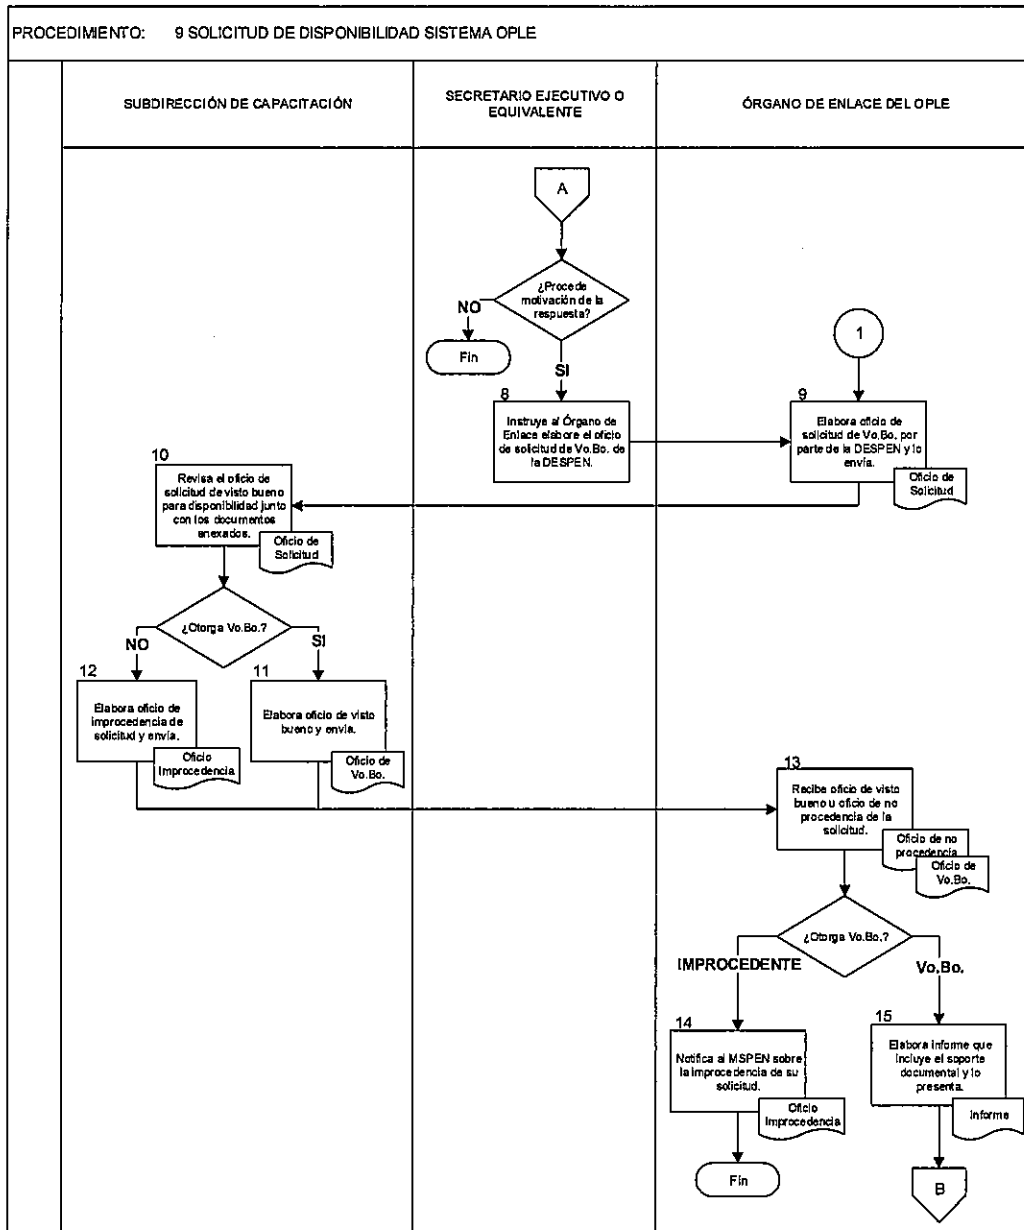 PROCEDIMIENTO: 9 SOLICITUD DE DISPONIBILIDAD SISTEMA OPLE
SUBDIRECCIÓN DE CAPACITACIÓN
SECRETARIO EJECUTIVO O
EQUIVALENTE
ÓRGANO DE ENLACE DEL OPLE
A
¿Procede
motivación de la
respuesta?
NO
Fin
SI
1
8
Instruye al Órgano de
Enlace elabore el oficio
de solicitud de Vo.Bo. de
la DESPEN.
9
Elabora oficio de
solicitud de Vo.Bo. por
parte de la DESPEN y lo
envía.
Oficio de
Solicitud
10
Revisa el oficio de
solicitud de visto bueno
para disponibilidad junto
con los documentos
anexados.
Oficio de
Solicitud
¿Otorga Vo.Bo.?
NO
SI
12
Elabora oficio de
improcedencia de
solicitud y envía.
Oficio
Improcedencia
11
Elabora oficio de visto
bueno y envía.
Oficio de
Vo.Bo.
13
Recibe oficio de visto
bueno u oficio de no
procedencia de la
solicitud.
Oficio de no
procedencia
Oficio de
Vo.Bo.
¿Otorga Vo.Bo.?
IMPROCEDENTE
Vo.Bo.
14
Notifica al MSPEN sobre
la improcedencia de su
solicitud.
Oficio
Improcedencia
Fin
15
Elabora informe que
incluye el soporte
documental y lo
presenta.
Informe
B